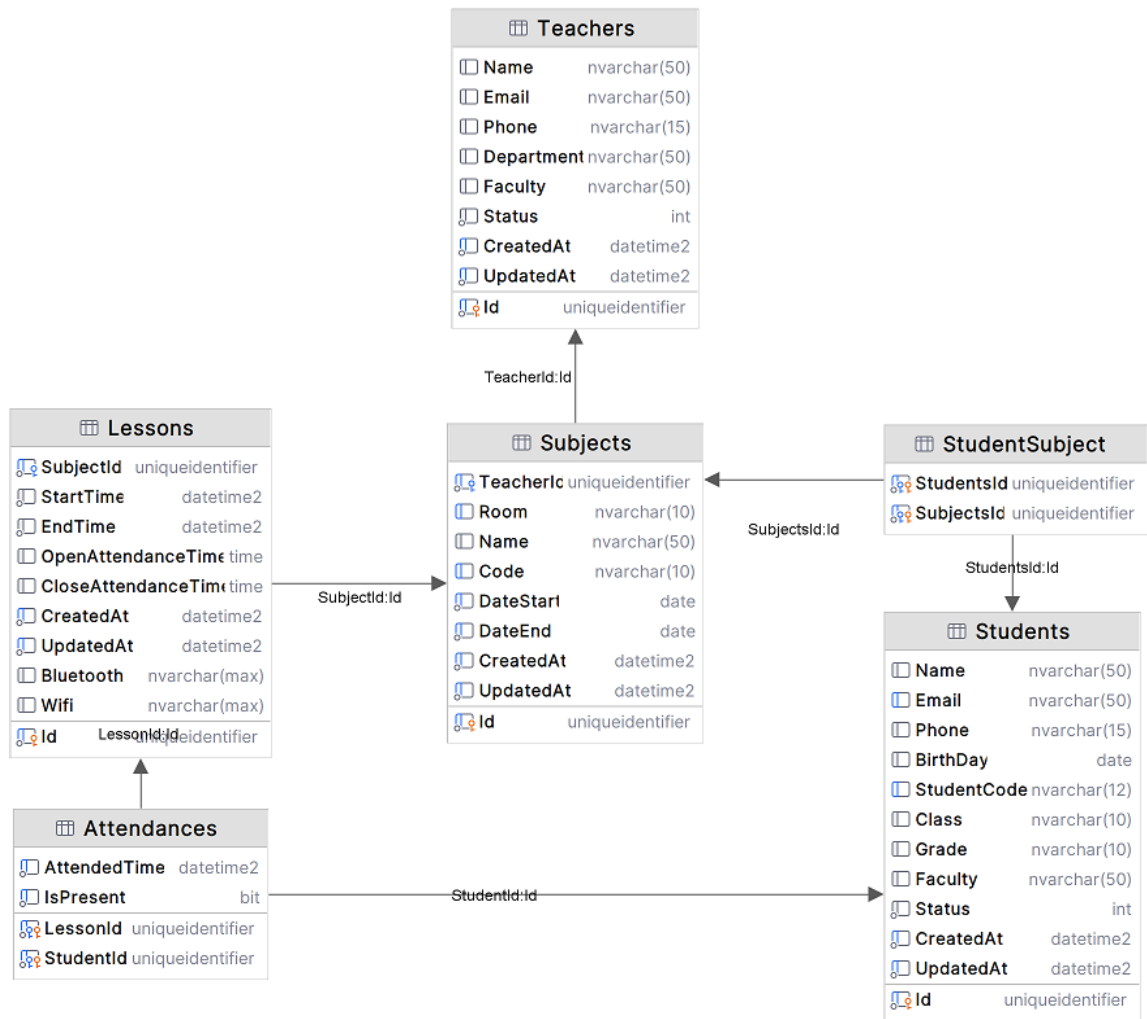 Teachers
Name nvarchar(50)
Email nvarchar(50)
Phone nvarchar(15)
Department nvarchar(50)
Faculty nvarchar(50)
Status int
CreatedAt datetime2
UpdatedAt datetime2
Id uniqueidentifier
TeacherId:Id
Lessons
SubjectId uniqueidentifier
StartTime datetime2
EndTime datetime2
OpenAttendanceTime time
CloseAttendanceTime time
CreatedAt datetime2
UpdatedAt datetime2
Bluetooth nvarchar(max)
Wifi nvarchar(max)
Id uniqueidentifier
LessonId:Id
SubjectId:Id
Subjects
TeacherId uniqueidentifier
Room nvarchar(10)
Name nvarchar(50)
Code nvarchar(10)
DateStart date
DateEnd date
CreatedAt datetime2
UpdatedAt datetime2
Id uniqueidentifier
SubjectsId:Id
StudentSubject
StudentsId uniqueidentifier
SubjectsId uniqueidentifier
StudentsId:Id
Students
Name nvarchar(50)
Email nvarchar(50)
Phone nvarchar(15)
BirthDay date
StudentCode nvarchar(12)
Class nvarchar(10)
Grade nvarchar(10)
Faculty nvarchar(50)
Status int
CreatedAt datetime2
UpdatedAt datetime2
Id uniqueidentifier
Attendances
AttendedTime datetime2
IsPresent bit
LessonId uniqueidentifier
StudentId uniqueidentifier
StudentId:Id